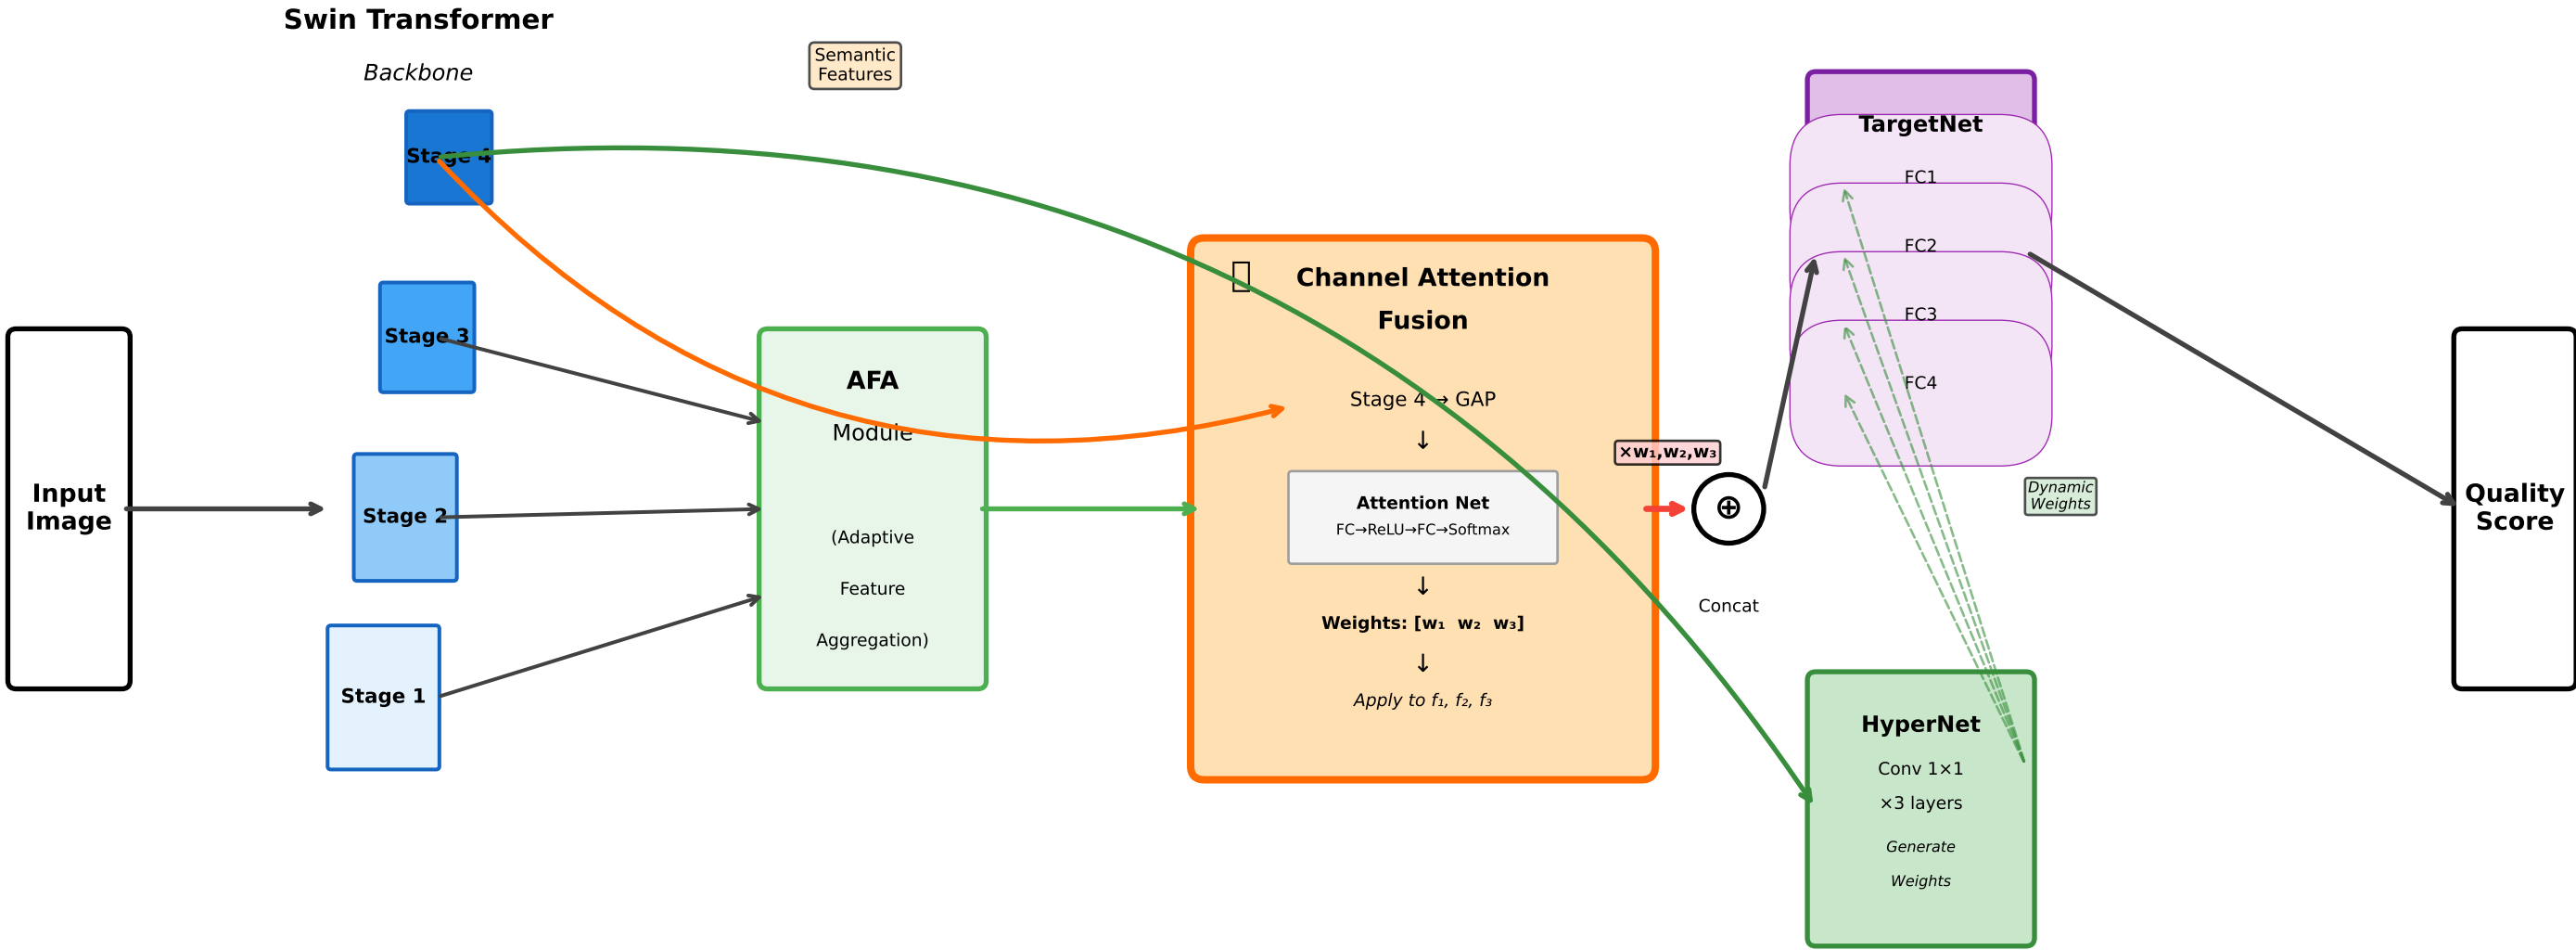 Swin Transformer
Backbone
Semantic
Features
Stage 4
Stage 3
Stage 2
Stage 1
Input
Image
AFA
Module
(Adaptive
Feature
Aggregation)
Channel Attention
Fusion
Stage 4 → GAP
↓
Attention Net
FC→ReLU→FC→Softmax
↓
Weights: [w₁ w₂ w₃]
↓
Apply to f₁, f₂, f₃
×w₁,w₂,w₃
⊕
Concat
TargetNet
FC1
FC2
FC3
FC4
Dynamic
Weights
HyperNet
Conv 1×1
×3 layers
Generate
Weights
Quality
Score